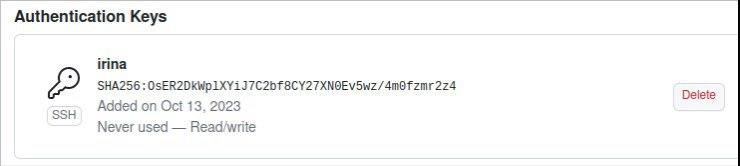 Authentication Keys
irina
SHA256:OsER2DkWplXYiJ7C2bf8CY27XN0Ev5wz/4m0fzmr2z4
Added on Oct 13, 2023
SSH
Never used — Read/write
Delete